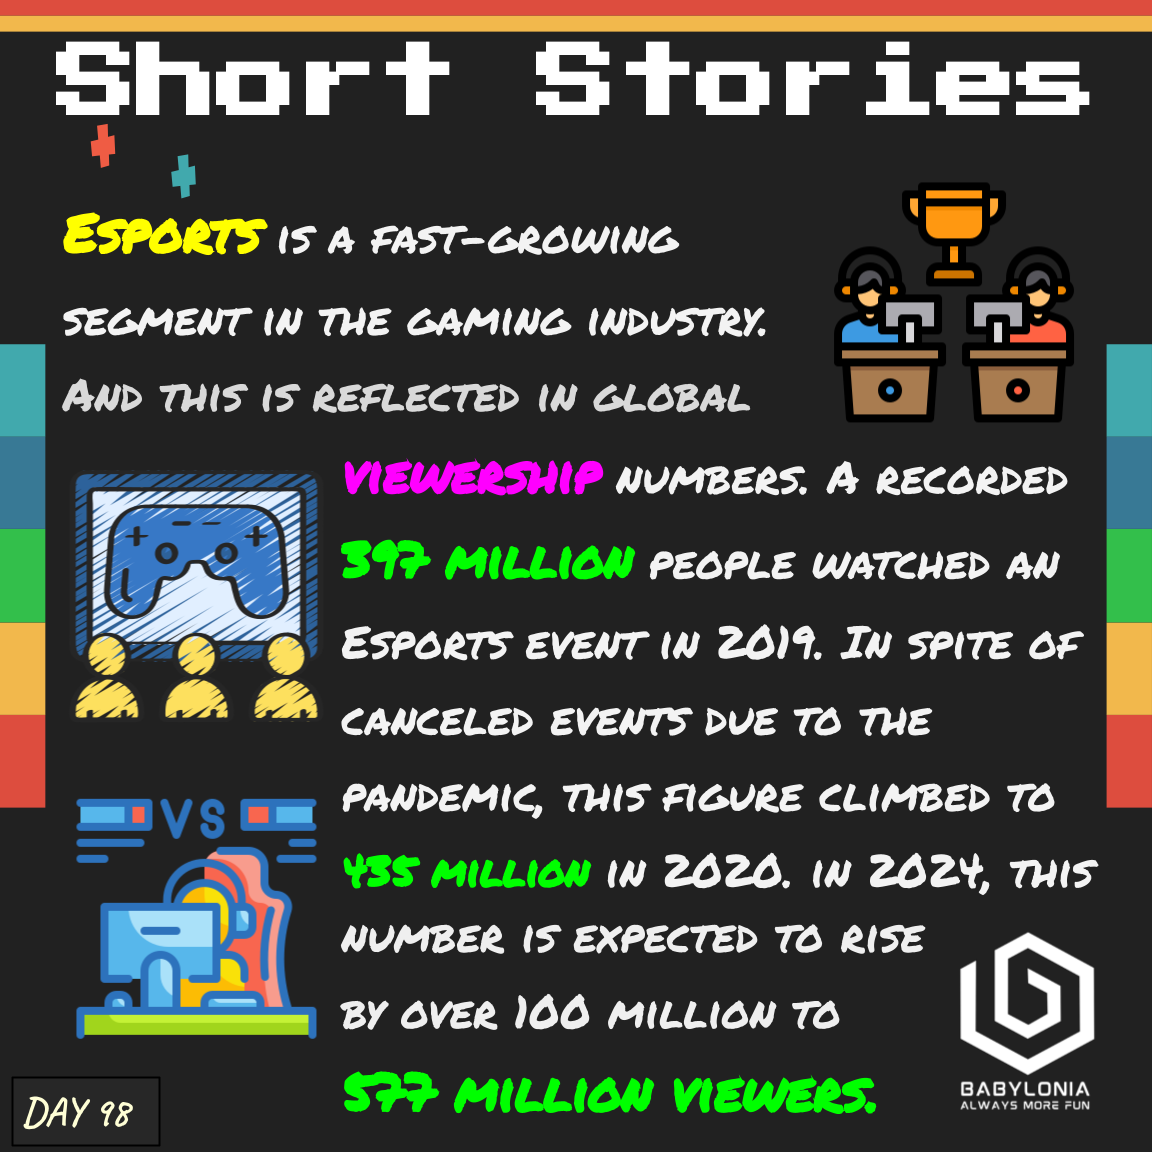 Short Stories
Esports is a fast-growing
segment in the gaming industry.
And this is reflected in global
viewership numbers. A recorded
397 million people watched an
Esports event in 2019. In spite of
canceled events due to the
pandemic, this figure climbed to
435 million in 2020. in 2024, this
number is expected to rise
by over 100 million to
577 million viewers.
VS
BABYLONIA
ALWAYS MORE FUN
DAY 98